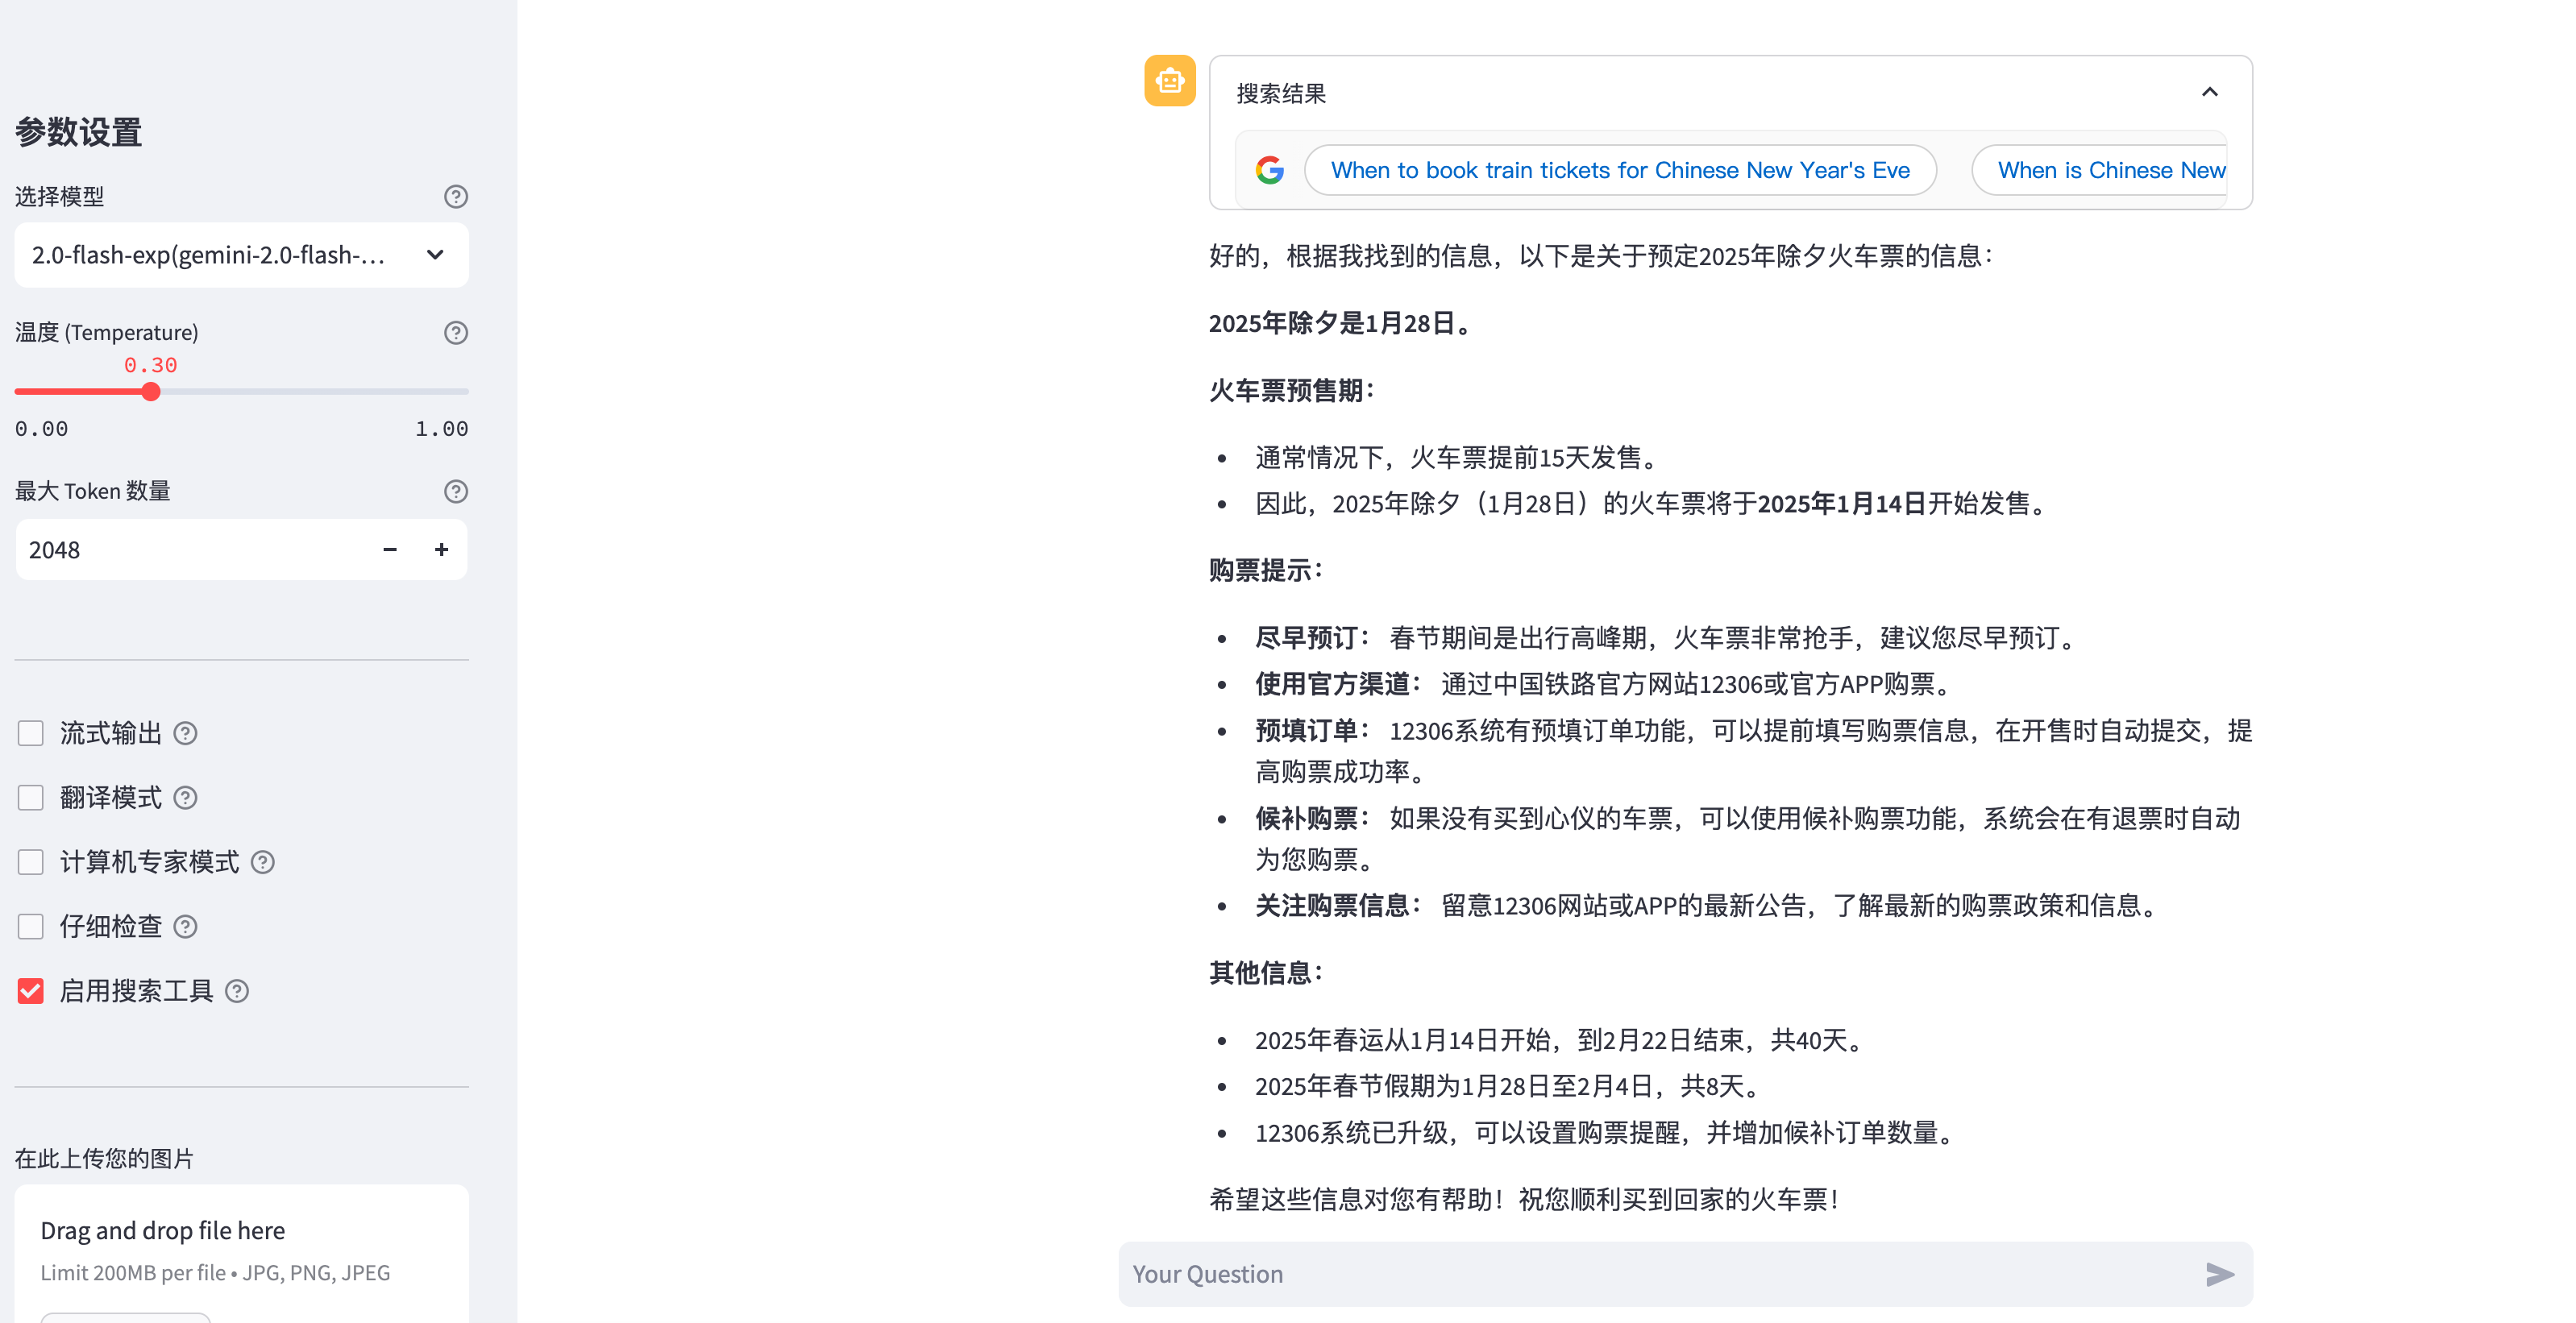 参数设置
选择模型
2.0-flash-exp(gemini-2.0-flash-...
温度 (Temperature)
0.30
0.00 1.00
最大 Token 数量
2048
流式输出
翻译模式
计算机专家模式
仔细检查
启用搜索工具
在此上传您的图片
Drag and drop file here
Limit 200MB per file • JPG, PNG, JPEG
搜索结果
When to book train tickets for Chinese New Year's Eve
When is Chinese New
好的，根据我找到的信息，以下是关于预定2025年除夕火车票的信息：
2025年除夕是1月28日。
火车票预售期：
• 通常情况下，火车票提前15天发售。
• 因此，2025年除夕（1月28日）的火车票将于2025年1月14日开始发售。
购票提示：
• 尽早预订： 春节期间是出行高峰期，火车票非常抢手，建议您尽早预订。
• 使用官方渠道： 通过中国铁路官方网站12306或官方APP购票。
• 预填订单： 12306系统有预填订单功能，可以提前填写购票信息，在开售时自动提交，提
高购票成功率。
• 候补购票： 如果没有买到心仪的车票，可以使用候补购票功能，系统会在有退票时自动
为您购票。
• 关注购票信息： 留意12306网站或APP的最新公告，了解最新的购票政策和信息。
其他信息：
• 2025年春运从1月14日开始，到2月22日结束，共40天。
• 2025年春节假期为1月28日至2月4日，共8天。
• 12306系统已升级，可以设置购票提醒，并增加候补订单数量。
希望这些信息对您有帮助！祝您顺利买到回家的火车票！
Your Question